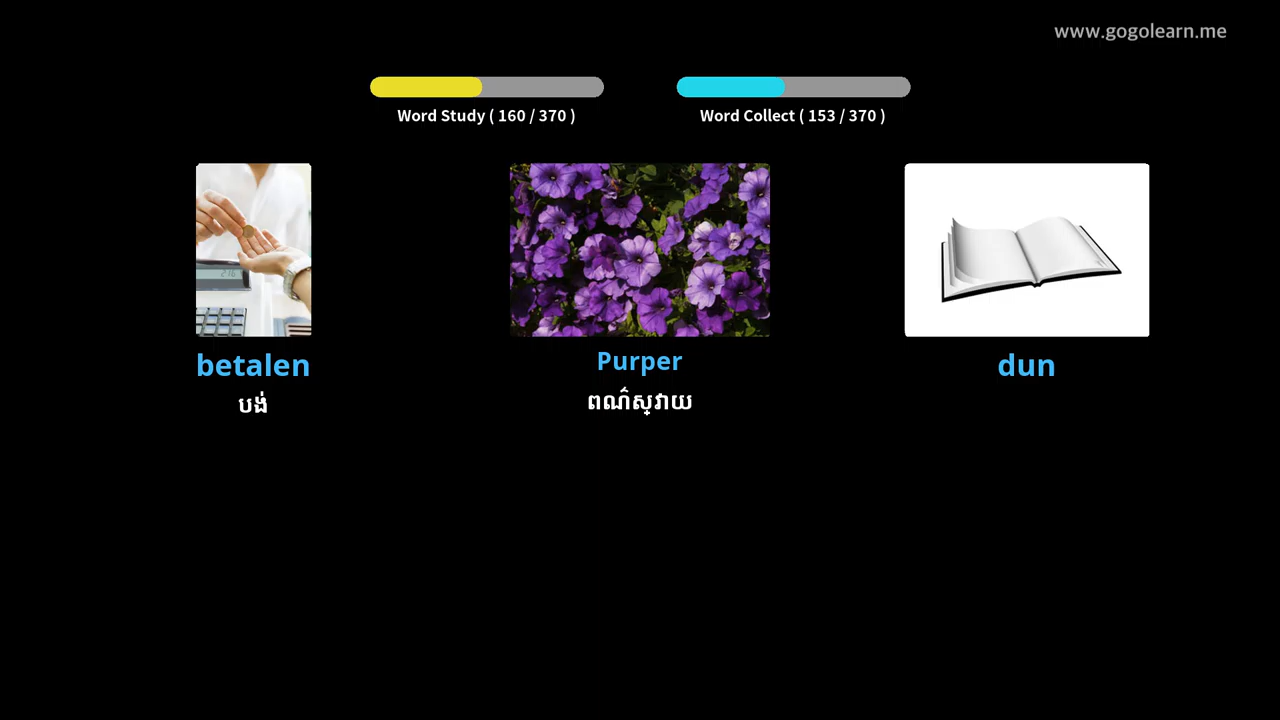 www.gogolearn.me
Word Study ( 160 / 370 )
Word Collect ( 153 / 370 )
betalen
Purper
dun
បង់
ពណ៌ស្វាយ
216